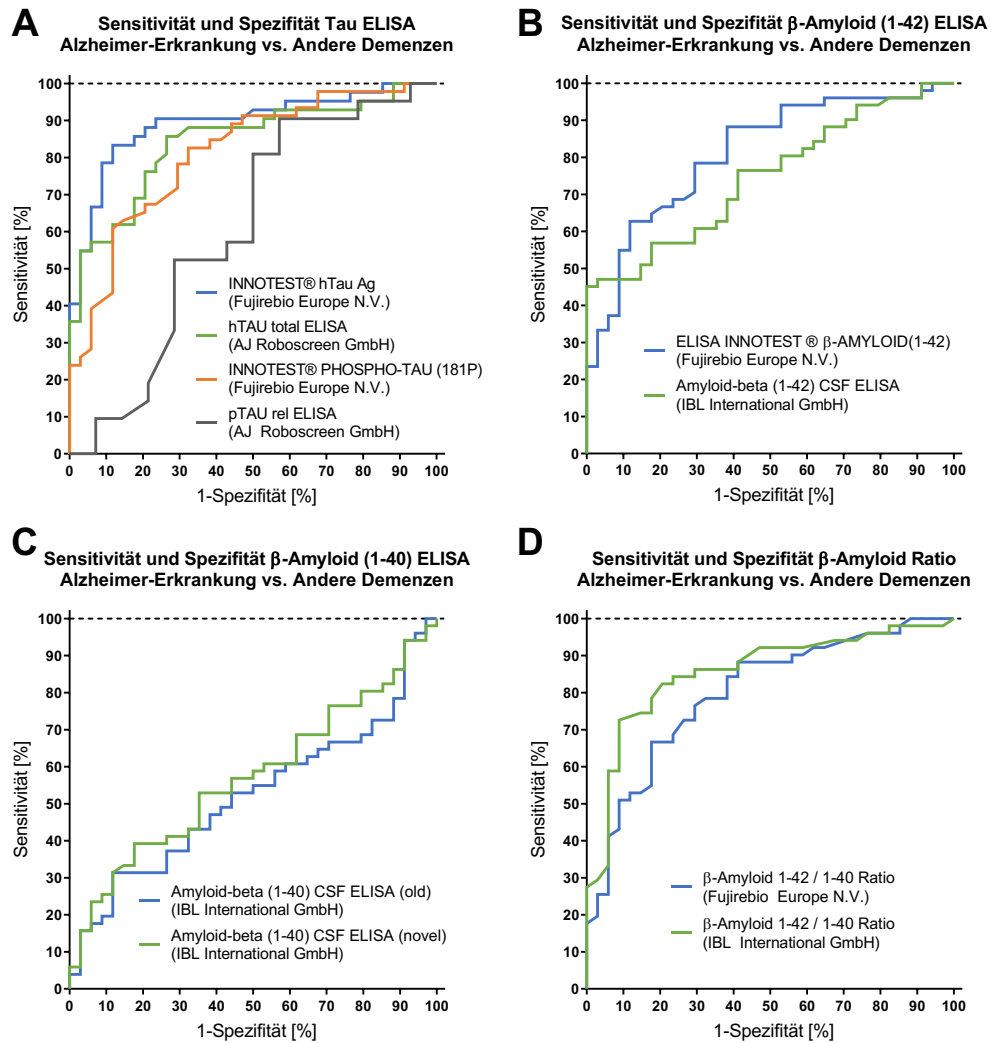 A
Sensitivität und Spezifität Tau ELISA
Alzheimer-Erkrankung vs. Andere Demenzen
100
90
80
70
60
50
40
30
20
10
0
Sensitivität [%]
INNOTEST® hTau Ag
(Fujirebio Europe N.V.)
hTAU total ELISA
(AJ Roboscreen GmbH)
INNOTEST® PHOSPHO-TAU (181P)
(Fujirebio Europe N.V.)
pTAU rel ELISA
(AJ Roboscreen GmbH)
0 10 20 30 40 50 60 70 80 90 100
1-Spezifität [%]
B
Sensitivität und Spezifität β-Amyloid (1-42) ELISA
Alzheimer-Erkrankung vs. Andere Demenzen
100
90
80
70
60
50
40
30
20
10
0
Sensitivität [%]
ELISA INNOTEST ® β-AMYLOID(1-42)
(Fujirebio Europe N.V.)
Amyloid-beta (1-42) CSF ELISA
(IBL International GmbH)
0 10 20 30 40 50 60 70 80 90 100
1-Spezifität [%]
C
Sensitivität und Spezifität β-Amyloid (1-40) ELISA
Alzheimer-Erkrankung vs. Andere Demenzen
100
90
80
70
60
50
40
30
20
10
0
Sensitivität [%]
Amyloid-beta (1-40) CSF ELISA (old)
(IBL International GmbH)
Amyloid-beta (1-40) CSF ELISA (novel)
(IBL International GmbH)
0 10 20 30 40 50 60 70 80 90 100
1-Spezifität [%]
D
Sensitivität und Spezifität β-Amyloid Ratio
Alzheimer-Erkrankung vs. Andere Demenzen
100
90
80
70
60
50
40
30
20
10
0
Sensitivität [%]
β-Amyloid 1-42 / 1-40 Ratio
(Fujirebio Europe N.V.)
β-Amyloid 1-42 / 1-40 Ratio
(IBL International GmbH)
0 10 20 30 40 50 60 70 80 90 100
1-Spezifität [%]